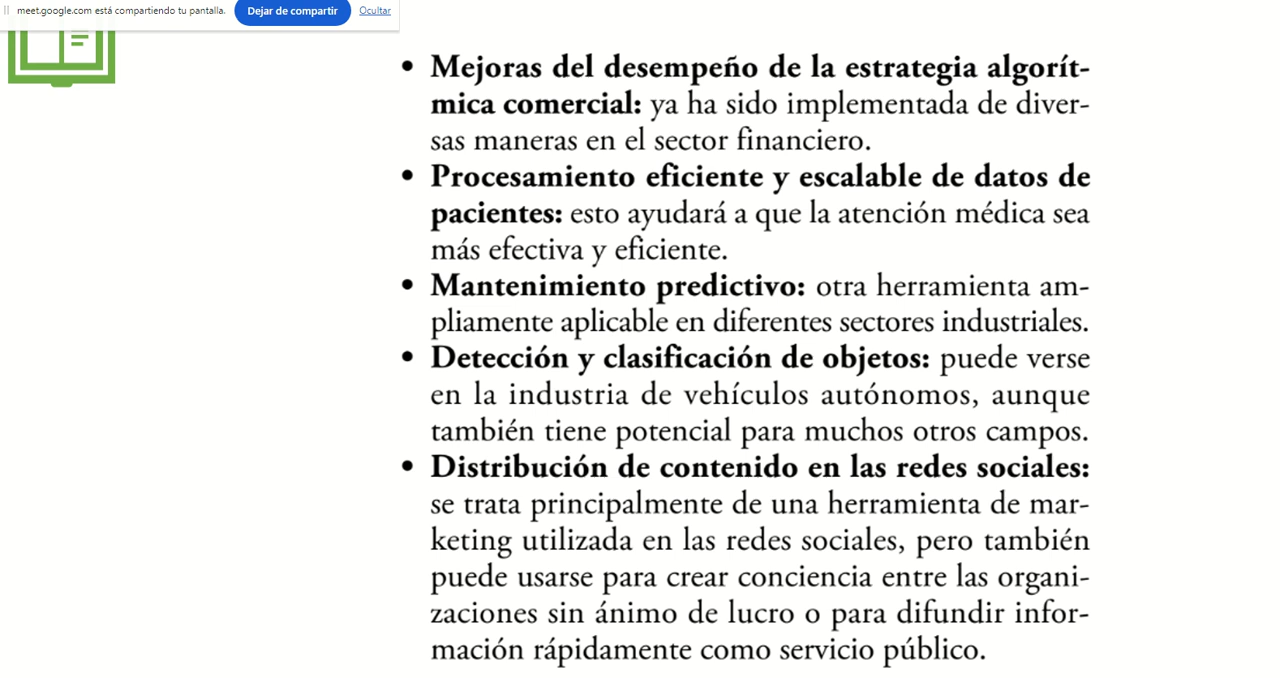 meet.google.com está compartiendo tu pantalla.
Dejar de compartir
Ocultar
• Mejoras del desempeño de la estrategia algorít-
mica comercial: ya ha sido implementada de diver-
sas maneras en el sector financiero.
• Procesamiento eficiente y escalable de datos de
pacientes: esto ayudará a que la atención médica sea
más efectiva y eficiente.
• Mantenimiento predictivo: otra herramienta am-
pliamente aplicable en diferentes sectores industriales.
• Detección y clasificación de objetos: puede verse
en la industria de vehículos autónomos, aunque
también tiene potencial para muchos otros campos.
• Distribución de contenido en las redes sociales:
se trata principalmente de una herramienta de mar-
keting utilizada en las redes sociales, pero también
puede usarse para crear conciencia entre las organi-
zaciones sin ánimo de lucro o para difundir infor-
mación rápidamente como servicio público.